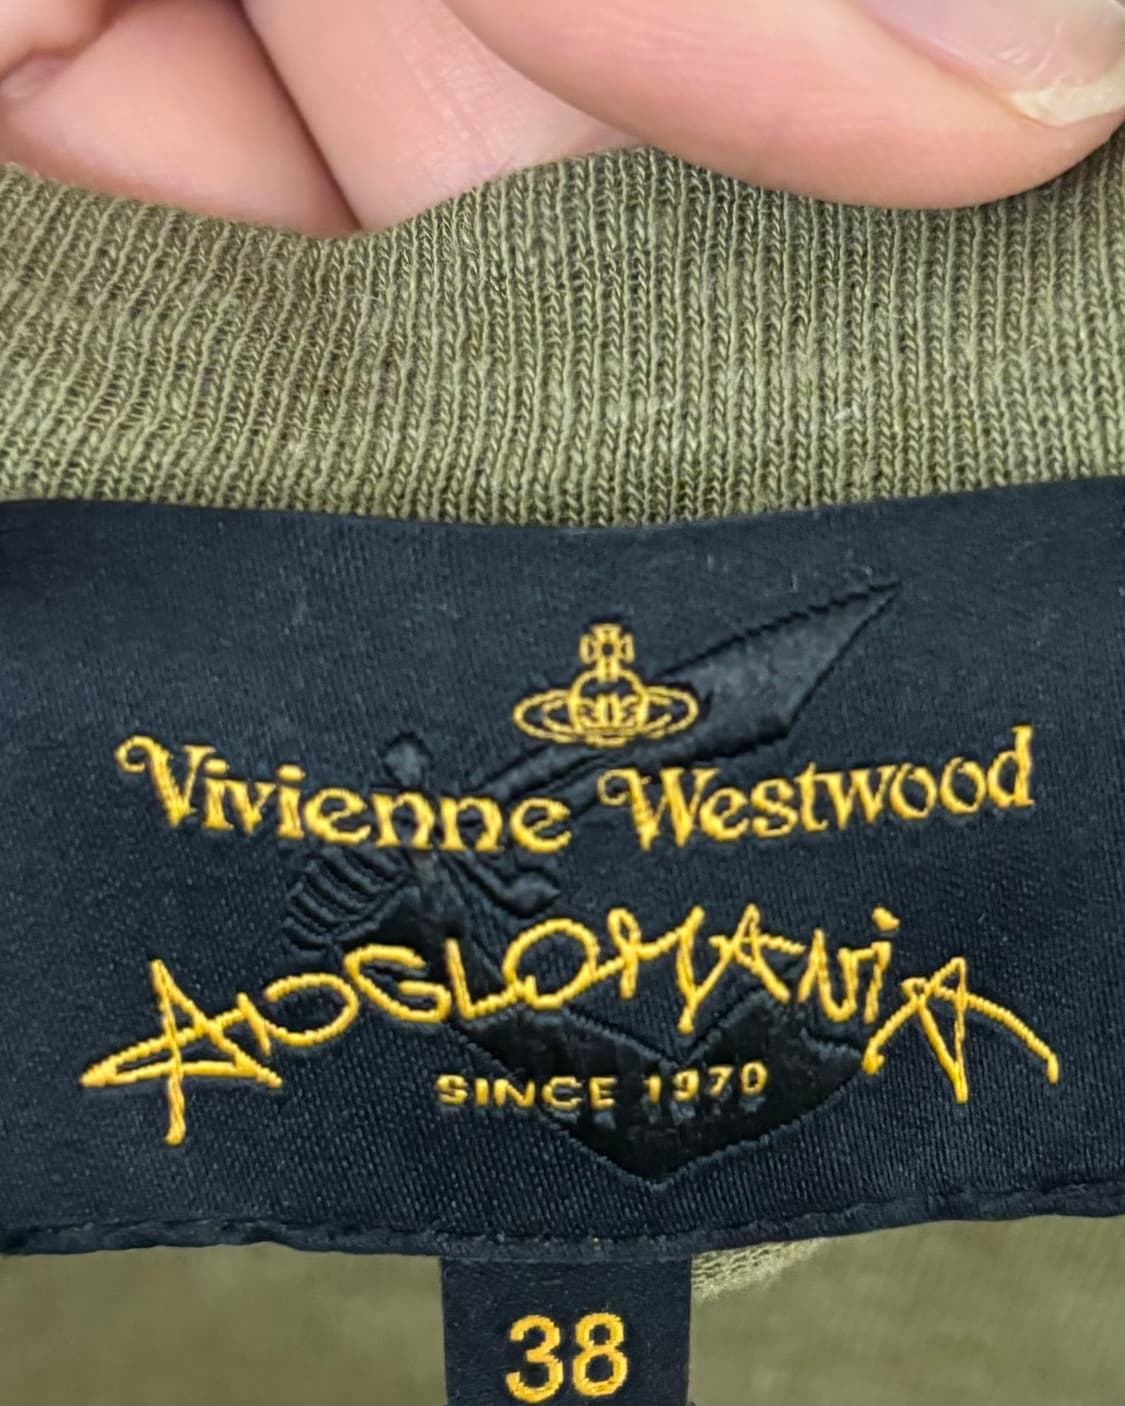 Vivienne Westwood
ANGLOMANIA
SINCE 1970
38